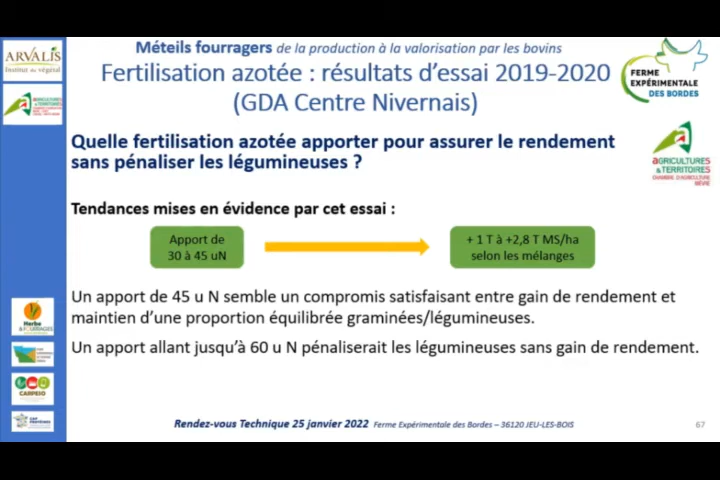 Méteils fourragers de la production à la valorisation par les bovins
Fertilisation azotée : résultats d'essai 2019-2020
(GDA Centre Nivernais)
ARVALIS
Institut du végétal
AGRICULTURES
& TERRITOIRES
FERME
EXPÉRIMENTALE
DES BORDES
AGRICULTURES
& TERRITOIRES
CHAMBRE D'AGRICULTURE
NIÈVRE
Quelle fertilisation azotée apporter pour assurer le rendement
sans pénaliser les légumineuses ?
Tendances mises en évidence par cet essai :
Apport de
30 à 45 uN
+ 1 T à +2,8 T MS/ha
selon les mélanges
Un apport de 45 u N semble un compromis satisfaisant entre gain de rendement et
maintien d'une proportion équilibrée graminées/légumineuses.
Un apport allant jusqu'à 60 u N pénaliserait les légumineuses sans gain de rendement.
Herbe
& FOURRAGES
CARPESO
CAP
PROTÉINES
Rendez-vous Technique 25 janvier 2022 Ferme Expérimentale des Bordes – 36120 JEU-LES-BOIS
67